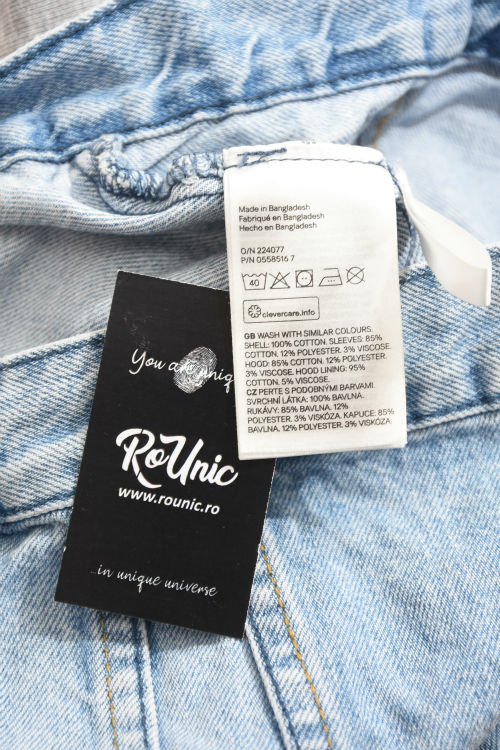 Made in Bangladesh
Fabriqué en Bangladesh
Hecho en Bangladesh
O/N 224077
P/N 0558516 7
40
clevercare.info
GB WASH WITH SIMILAR COLOURS.
SHELL: 100% COTTON. SLEEVES: 85%
COTTON. 12% POLYESTER. 3% VISCOSE.
HOOD: 85% COTTON. 12% POLYESTER.
3% VISCOSE. HOOD LINING: 95%
COTTON. 5% VISCOSE.
CZ PERTE S PODOBNÝMI BARVAMI.
SVRCHNÍ LÁTKA: 100% BAVLNA.
RUKÁVY: 85% BAVLNA. 12%
POLYESTER. 3% VISKÓZA. KAPUCE: 85%
BAVLNA. 12% POLYESTER. 3% VISKÓZA.
You are uniq
RoUnic
www.rounic.ro
...in unique universe